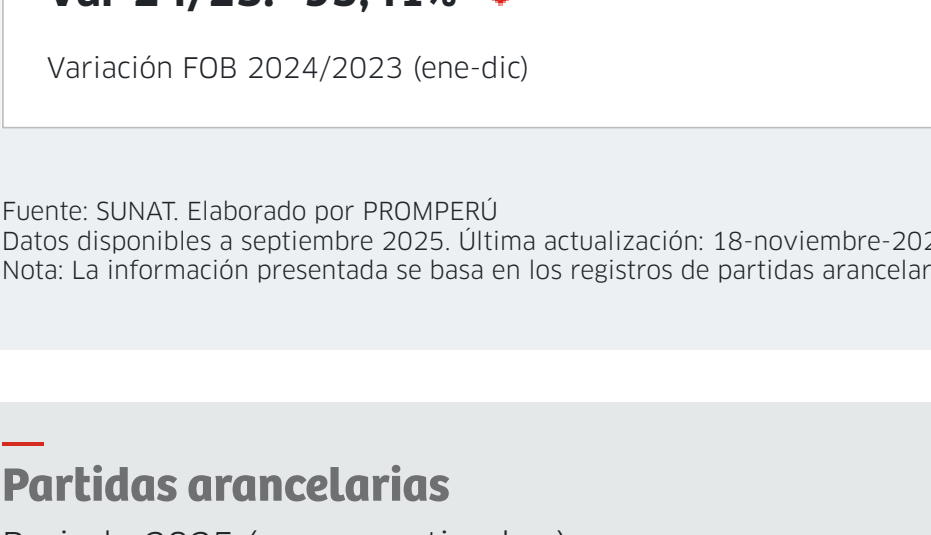 Variación FOB 2024/2023 (ene-dic)
Fuente: SUNAT. Elaborado por PROMPERÚ
Datos disponibles a septiembre 2025. Última actualización: 18-noviembre-202
Nota: La información presentada se basa en los registros de partidas arancelar
Partidas arancelarias